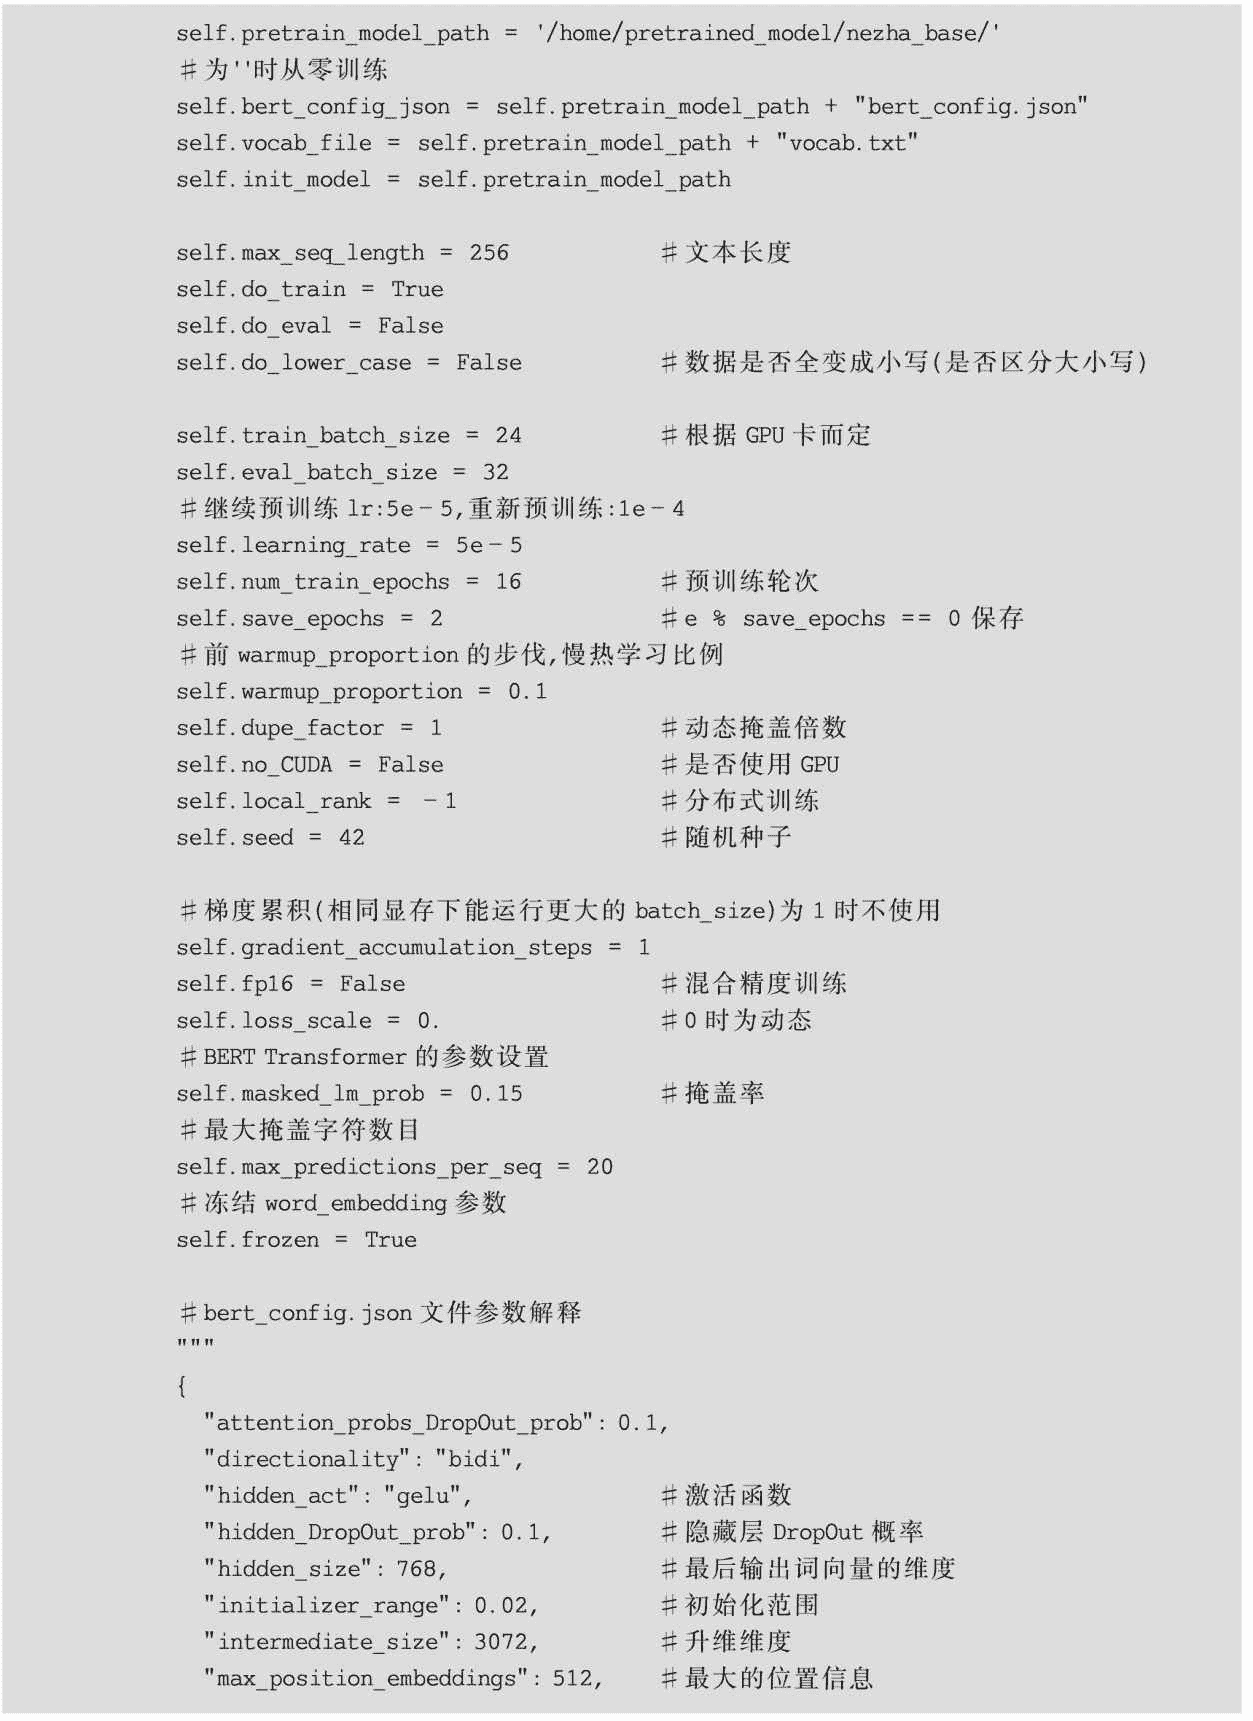 self.pretrain_model_path = '/home/pretrained_model/nezha_base/'
#为''时从零训练
self.bert_config_json = self.pretrain_model_path + "bert_config.json"
self.vocab_file = self.pretrain_model_path + "vocab.txt"
self.init_model = self.pretrain_model_path
self.max_seq_length = 256 #文本长度
self.do_train = True
self.do_eval = False
self.do_lower_case = False #数据是否全变成小写(是否区分大小写)
self.train_batch_size = 24 #根据 GPU 卡而定
self.eval_batch_size = 32
#继续预训练 lr:5e-5,重新预训练:1e-4
self.learning_rate = 5e-5
self.num_train_epochs = 16 #预训练轮次
self.save_epochs = 2 #e % save_epochs == 0 保存
#前 warmup_proportion 的步伐,慢热学习比例
self.warmup_proportion = 0.1
self.dupe_factor = 1 #动态掩盖倍数
self.no_CUDA = False #是否使用 GPU
self.local_rank = -1 #分布式训练
self.seed = 42 #随机种子
#梯度累积(相同显存下能运行更大的 batch_size)为 1 时不使用
self.gradient_accumulation_steps = 1
self.fp16 = False #混合精度训练
self.loss_scale = 0. #0 时为动态
#BERT Transformer 的参数设置
self.masked_lm_prob = 0.15 #掩盖率
#最大掩盖字符数目
self.max_predictions_per_seq = 20
#冻结 word_embedding 参数
self.frozen = True
#bert_config.json 文件参数解释
"""
{
"attention_probs_DropOut_prob": 0.1,
"directionality": "bidi",
"hidden_act": "gelu", #激活函数
"hidden_DropOut_prob": 0.1, #隐藏层 DropOut 概率
"hidden_size": 768, #最后输出词向量的维度
"initializer_range": 0.02, #初始化范围
"intermediate_size": 3072, #升维维度
"max_position_embeddings": 512, #最大的位置信息